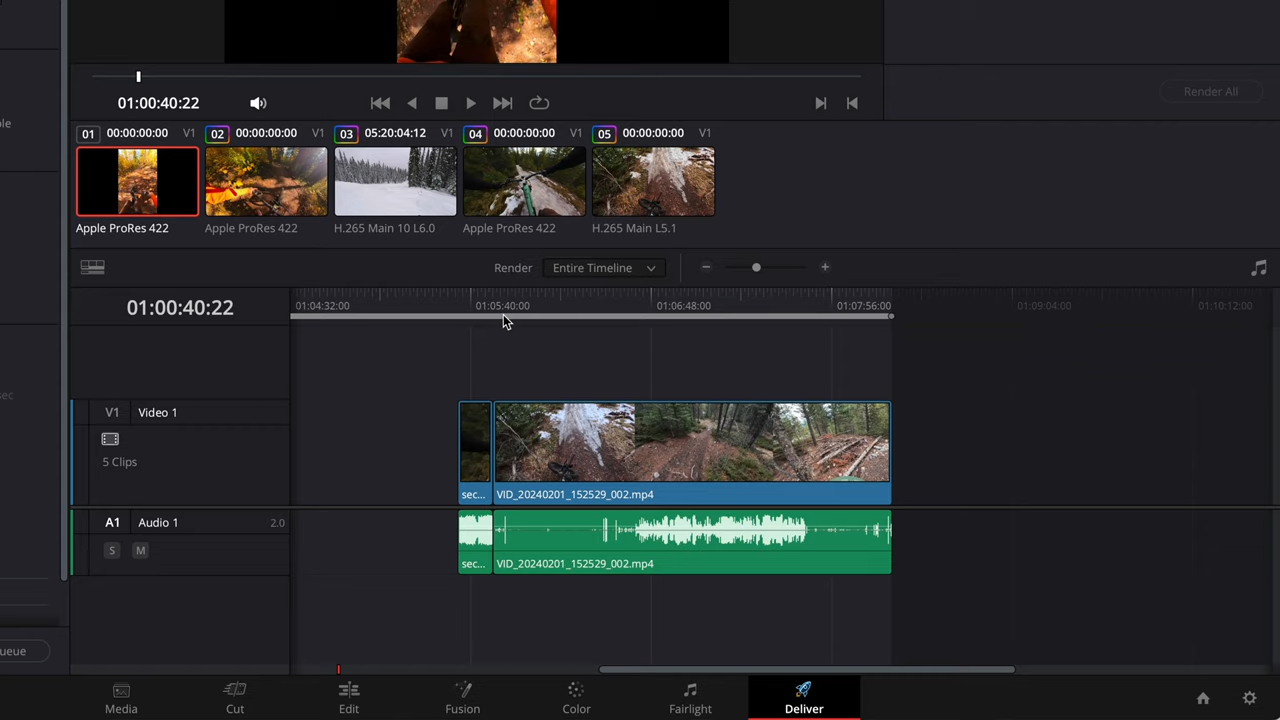 ple
Render All
01:00:40:22
01 00:00:00:00 V1 02 00:00:00:00 V1 03 05:20:04:12 V1 04 00:00:00:00 V1 05 00:00:00:00 V1
Apple ProRes 422 Apple ProRes 422 H.265 Main 10 L6.0 Apple ProRes 422 H.265 Main L5.1
Render Entire Timeline
01:00:40:22 01:04:32:00 01:05:40:00 01:06:48:00 01:07:56:00 01:09:04:00 01:10:12:00
sec
V1 Video 1
5 Clips
sec... VID_20240201_152529_002.mp4
A1 Audio 1 2.0
S M
sec... VID_20240201_152529_002.mp4
ueue
Media Cut Edit Fusion Color Fairlight Deliver